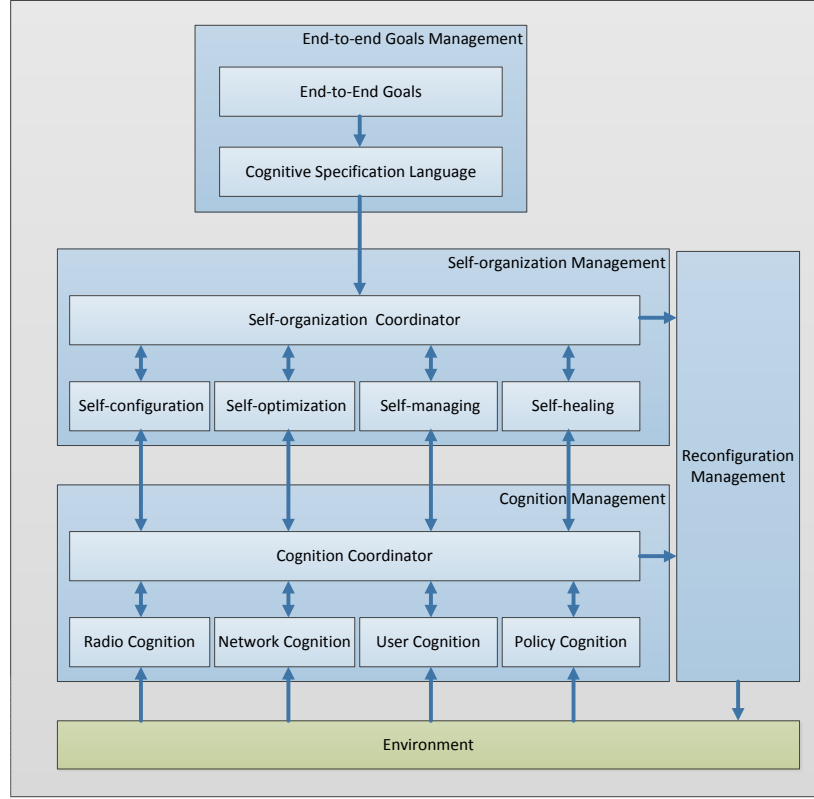 End-to-end Goals Management
End-to-End Goals
Cognitive Specification Language
Self-organization Management
Self-organization Coordinator
Self-configuration
Self-optimization
Self-managing
Self-healing
Reconfiguration
Management
Cognition Management
Cognition Coordinator
Radio Cognition
Network Cognition
User Cognition
Policy Cognition
Environment